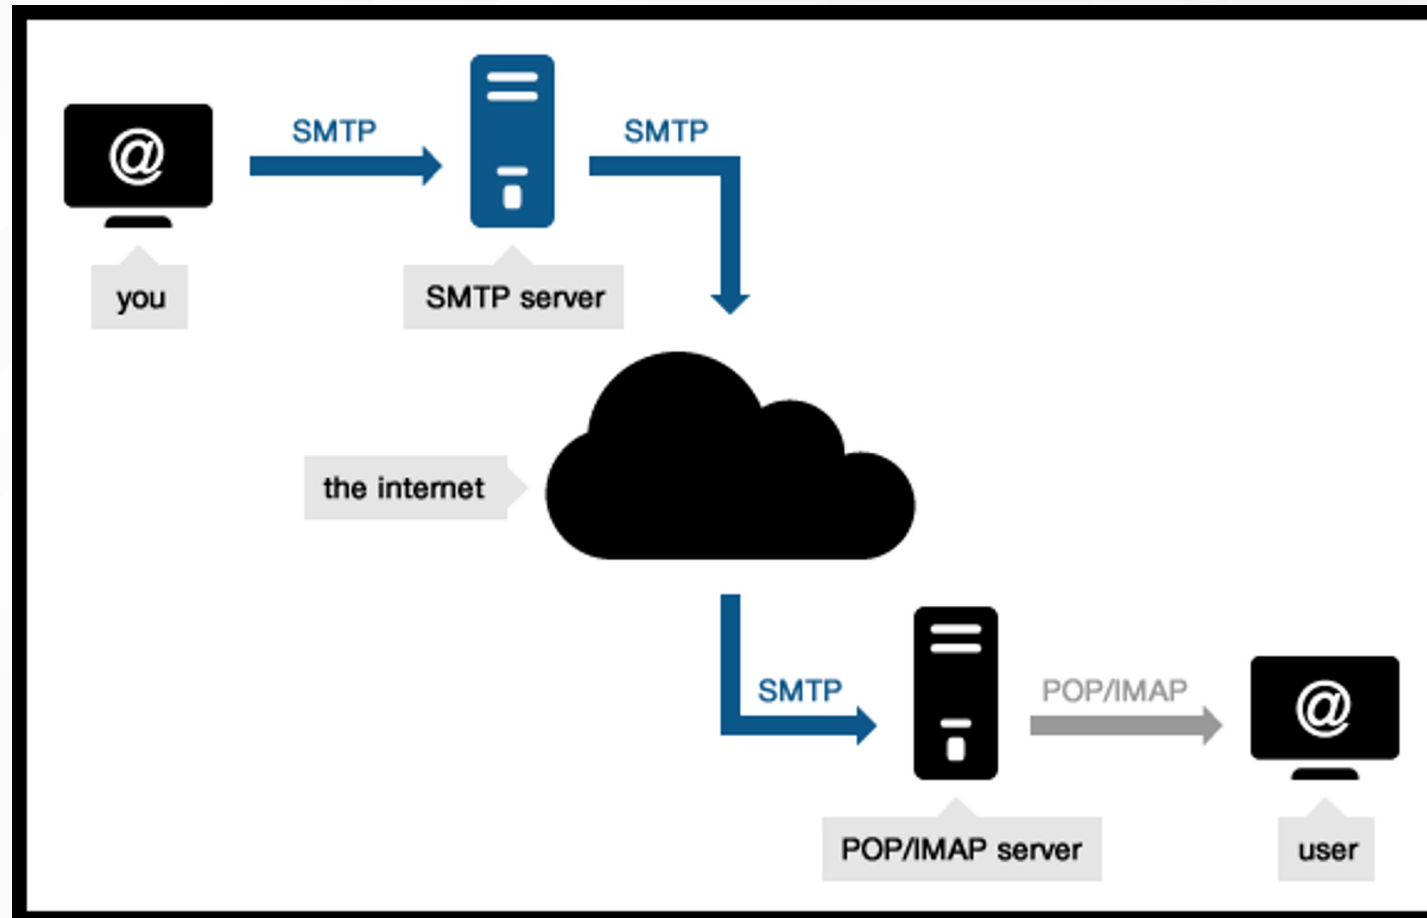 SMTP
SMTP
@
you
SMTP server
the internet
SMTP
POP/IMAP
@
POP/IMAP server
user